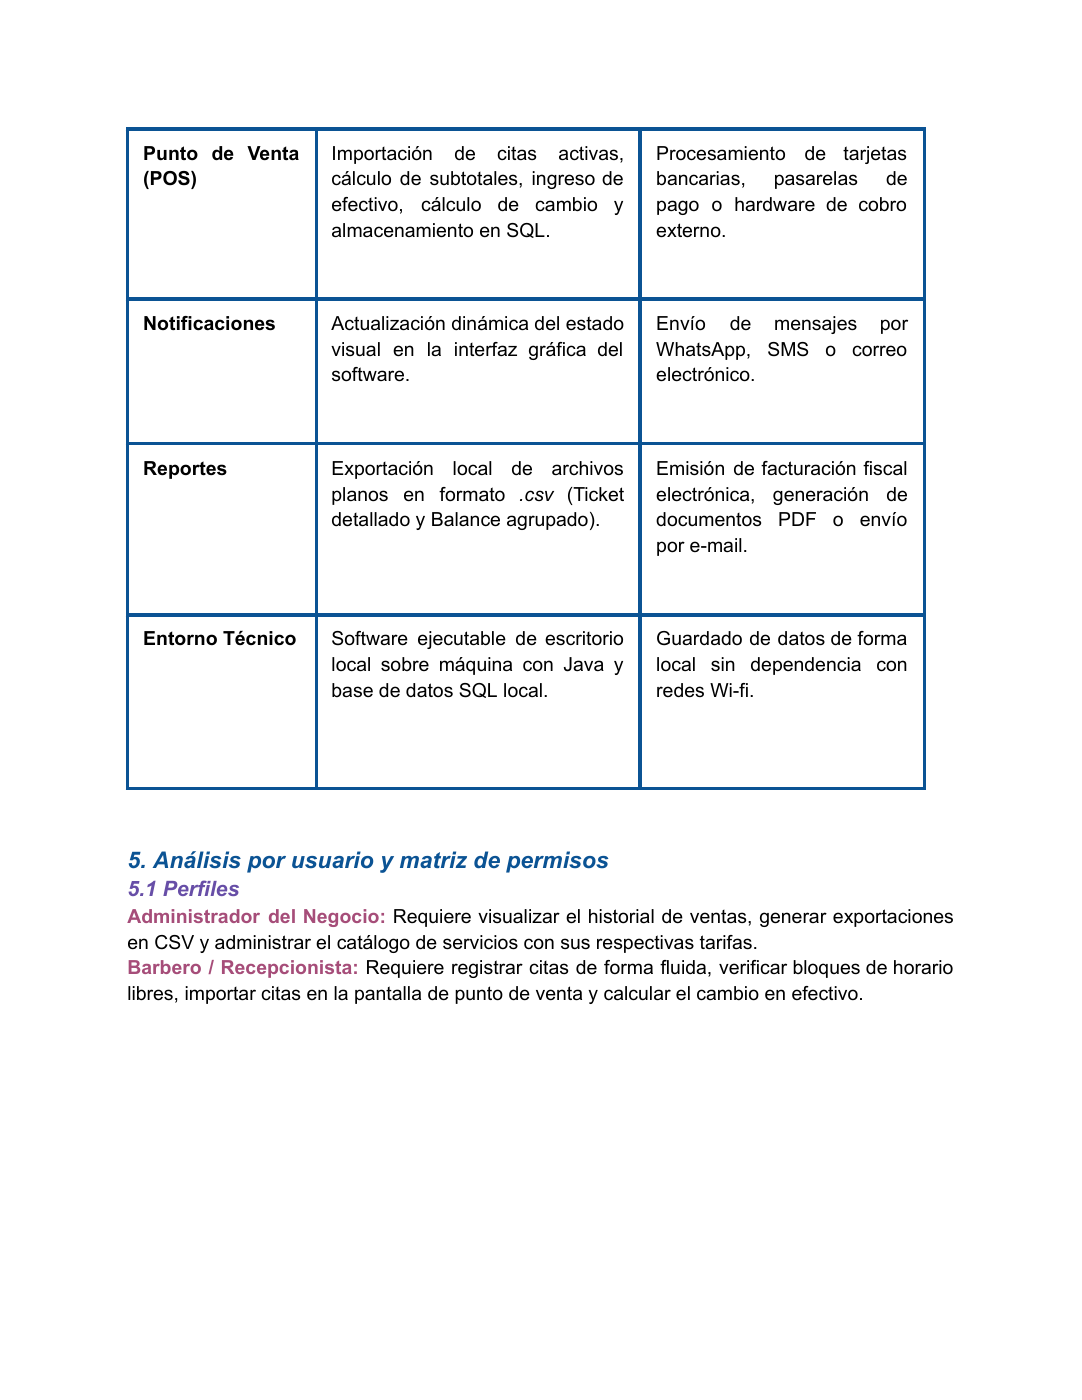 Punto de Venta
(POS)
Importación de citas activas,
cálculo de subtotales, ingreso de
efectivo, cálculo de cambio y
almacenamiento en SQL.
Procesamiento de tarjetas
bancarias, pasarelas de
pago o hardware de cobro
externo.
Notificaciones
Actualización dinámica del estado
visual en la interfaz gráfica del
software.
Envío de mensajes por
WhatsApp, SMS o correo
electrónico.
Reportes
Exportación local de archivos
planos en formato .csv (Ticket
detallado y Balance agrupado).
Emisión de facturación fiscal
electrónica, generación de
documentos PDF o envío
por e-mail.
Entorno Técnico
Software ejecutable de escritorio
local sobre máquina con Java y
base de datos SQL local.
Guardado de datos de forma
local sin dependencia con
redes Wi-fi.
5. Análisis por usuario y matriz de permisos
5.1 Perfiles
Administrador del Negocio: Requiere visualizar el historial de ventas, generar exportaciones
en CSV y administrar el catálogo de servicios con sus respectivas tarifas.
Barbero / Recepcionista: Requiere registrar citas de forma fluida, verificar bloques de horario
libres, importar citas en la pantalla de punto de venta y calcular el cambio en efectivo.